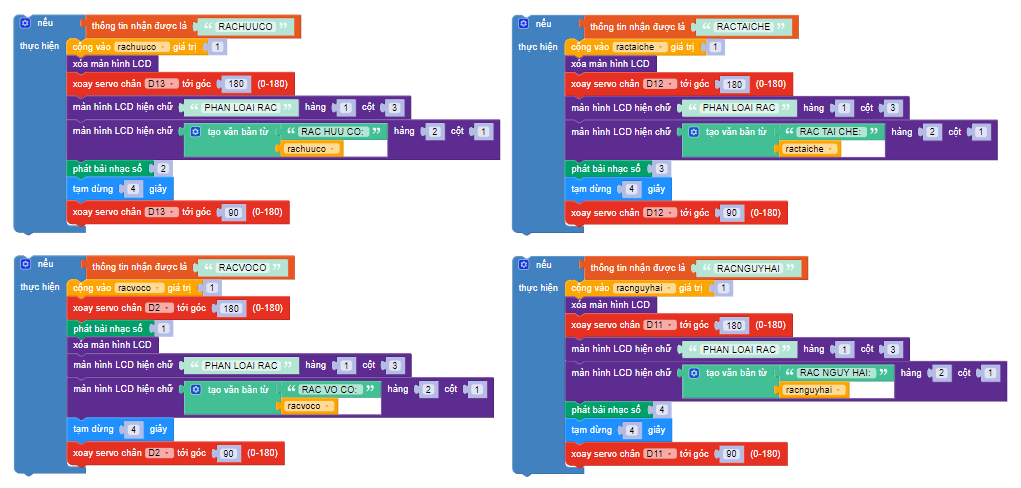 nếu thông tin nhận được là “ RACHUUCO ”
thực hiện cộng vào rachuuco giá trị 1
xóa màn hình LCD
xoay servo chân D13 tới góc 180 (0-180)
màn hình LCD hiện chữ “ PHAN LOAI RAC ” hàng 1 cột 3
màn hình LCD hiện chữ tạo văn bản từ “ RAC HUU CO: ” hàng 2 cột 1
rachuuco
phát bài nhạc số 2
tạm dừng 4 giây
xoay servo chân D13 tới góc 90 (0-180)
nếu thông tin nhận được là “ RACTAICHE ”
thực hiện cộng vào ractaiche giá trị 1
xóa màn hình LCD
xoay servo chân D12 tới góc 180 (0-180)
màn hình LCD hiện chữ “ PHAN LOAI RAC ” hàng 1 cột 3
màn hình LCD hiện chữ tạo văn bản từ “ RAC TAI CHE: ” hàng 2 cột 1
ractaiche
phát bài nhạc số 3
tạm dừng 4 giây
xoay servo chân D12 tới góc 90 (0-180)
nếu thông tin nhận được là “ RACVOCO ”
thực hiện cộng vào racvoco giá trị 1
xoay servo chân D2 tới góc 180 (0-180)
phát bài nhạc số 1
xóa màn hình LCD
màn hình LCD hiện chữ “ PHAN LOAI RAC ” hàng 1 cột 3
màn hình LCD hiện chữ tạo văn bản từ “ RAC VO CO: ” hàng 2 cột 1
racvoco
tạm dừng 4 giây
xoay servo chân D2 tới góc 90 (0-180)
nếu thông tin nhận được là “ RACNGUYHAI ”
thực hiện cộng vào racnguyhai giá trị 1
xóa màn hình LCD
xoay servo chân D11 tới góc 180 (0-180)
màn hình LCD hiện chữ “ PHAN LOAI RAC ” hàng 1 cột 3
màn hình LCD hiện chữ tạo văn bản từ “ RAC NGUY HAI: ” hàng 2 cột 1
racnguyhai
phát bài nhạc số 4
tạm dừng 4 giây
xoay servo chân D11 tới góc 90 (0-180)